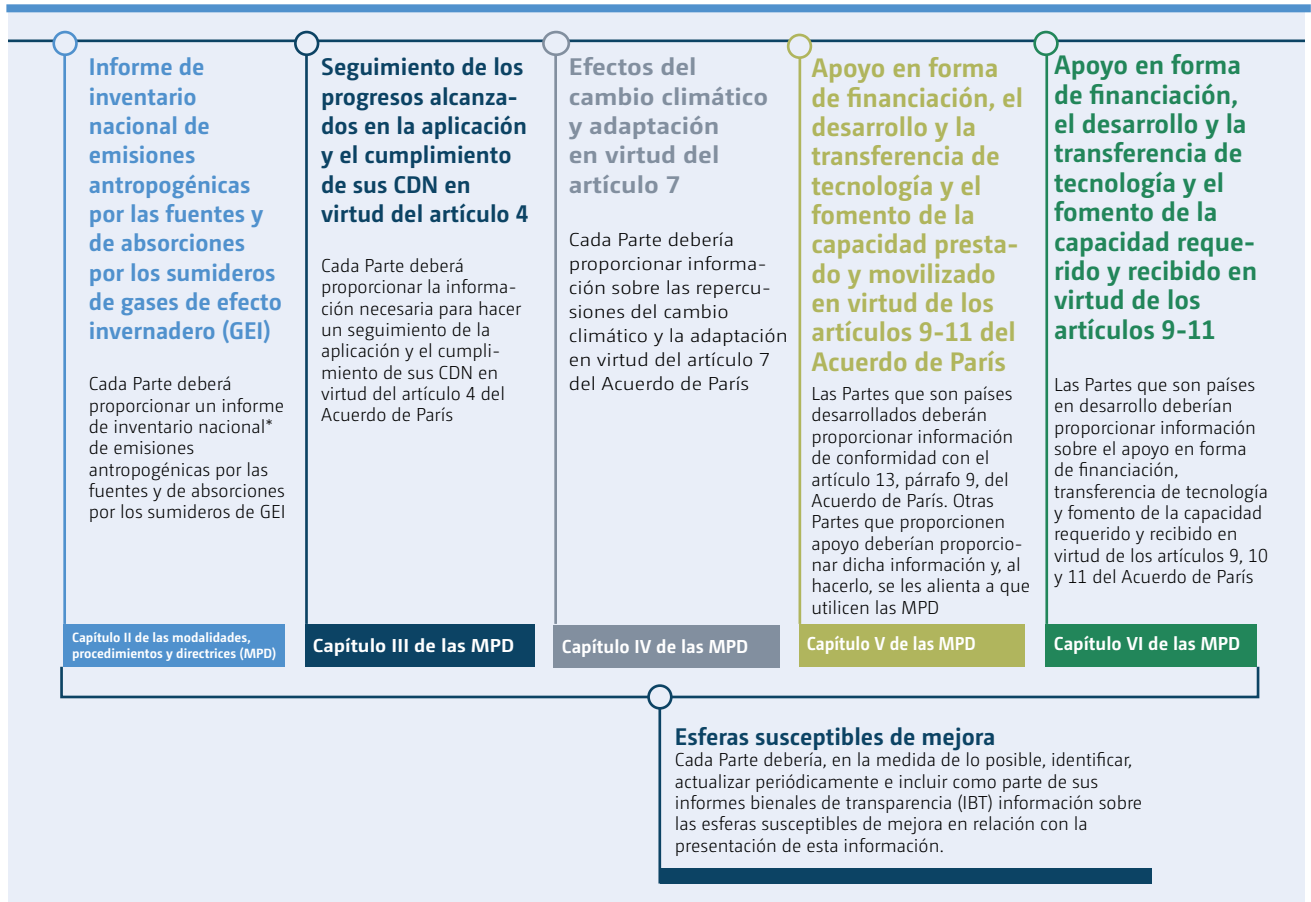 Informe de
inventario
nacional de
emisiones
antropogénicas
por las fuentes y
de absorciones
por los sumideros
de gases de efecto
invernadero (GEI)
Cada Parte deberá
proporcionar un informe
de inventario nacional*
de emisiones
antropogénicas por las
fuentes y de absorciones
por los sumideros de GEI
Capítulo II de las modalidades,
procedimientos y directrices (MPD)
Seguimiento de los
progresos alcanza-
dos en la aplicación
y el cumplimiento
de sus CDN en
virtud del artículo 4
Cada Parte deberá
proporcionar la informa-
ción necesaria para hacer
un seguimiento de la
aplicación y el cumpli-
miento de sus CDN en
virtud del artículo 4 del
Acuerdo de París
Capítulo III de las MPD
Efectos del
cambio climático
y adaptación
en virtud del
artículo 7
Cada Parte debería
proporcionar informa-
ción sobre las repercu-
siones del cambio
climático y la adaptación
en virtud del artículo 7
del Acuerdo de París
Capítulo IV de las MPD
Apoyo en forma
de financiación, el
desarrollo y la
transferencia de
tecnología y el
fomento de la
capacidad presta-
do y movilizado
en virtud de los
artículos 9-11 del
Acuerdo de París
Las Partes que son países
desarrollados deberán
proporcionar información
de conformidad con el
artículo 13, párrafo 9, del
Acuerdo de París. Otras
Partes que proporcionen
apoyo deberían proporcio-
nar dicha información y, al
hacerlo, se les alienta a que
utilicen las MPD
Capítulo V de las MPD
Apoyo en forma
de financiación,
el desarrollo y la
transferencia de
tecnología y el
fomento de la
capacidad reque-
rido y recibido en
virtud de los
artículos 9-11
Las Partes que son países
en desarrollo deberían
proporcionar información
sobre el apoyo en forma
de financiación,
transferencia de tecnología
y fomento de la capacidad
requerido y recibido en
virtud de los artículos 9, 10
y 11 del Acuerdo de París
Capítulo VI de las MPD
Esferas susceptibles de mejora
Cada Parte debería, en la medida de lo posible, identificar,
actualizar periódicamente e incluir como parte de sus
informes bienales de transparencia (IBT) información sobre
las esferas susceptibles de mejora en relación con la
presentación de esta información.